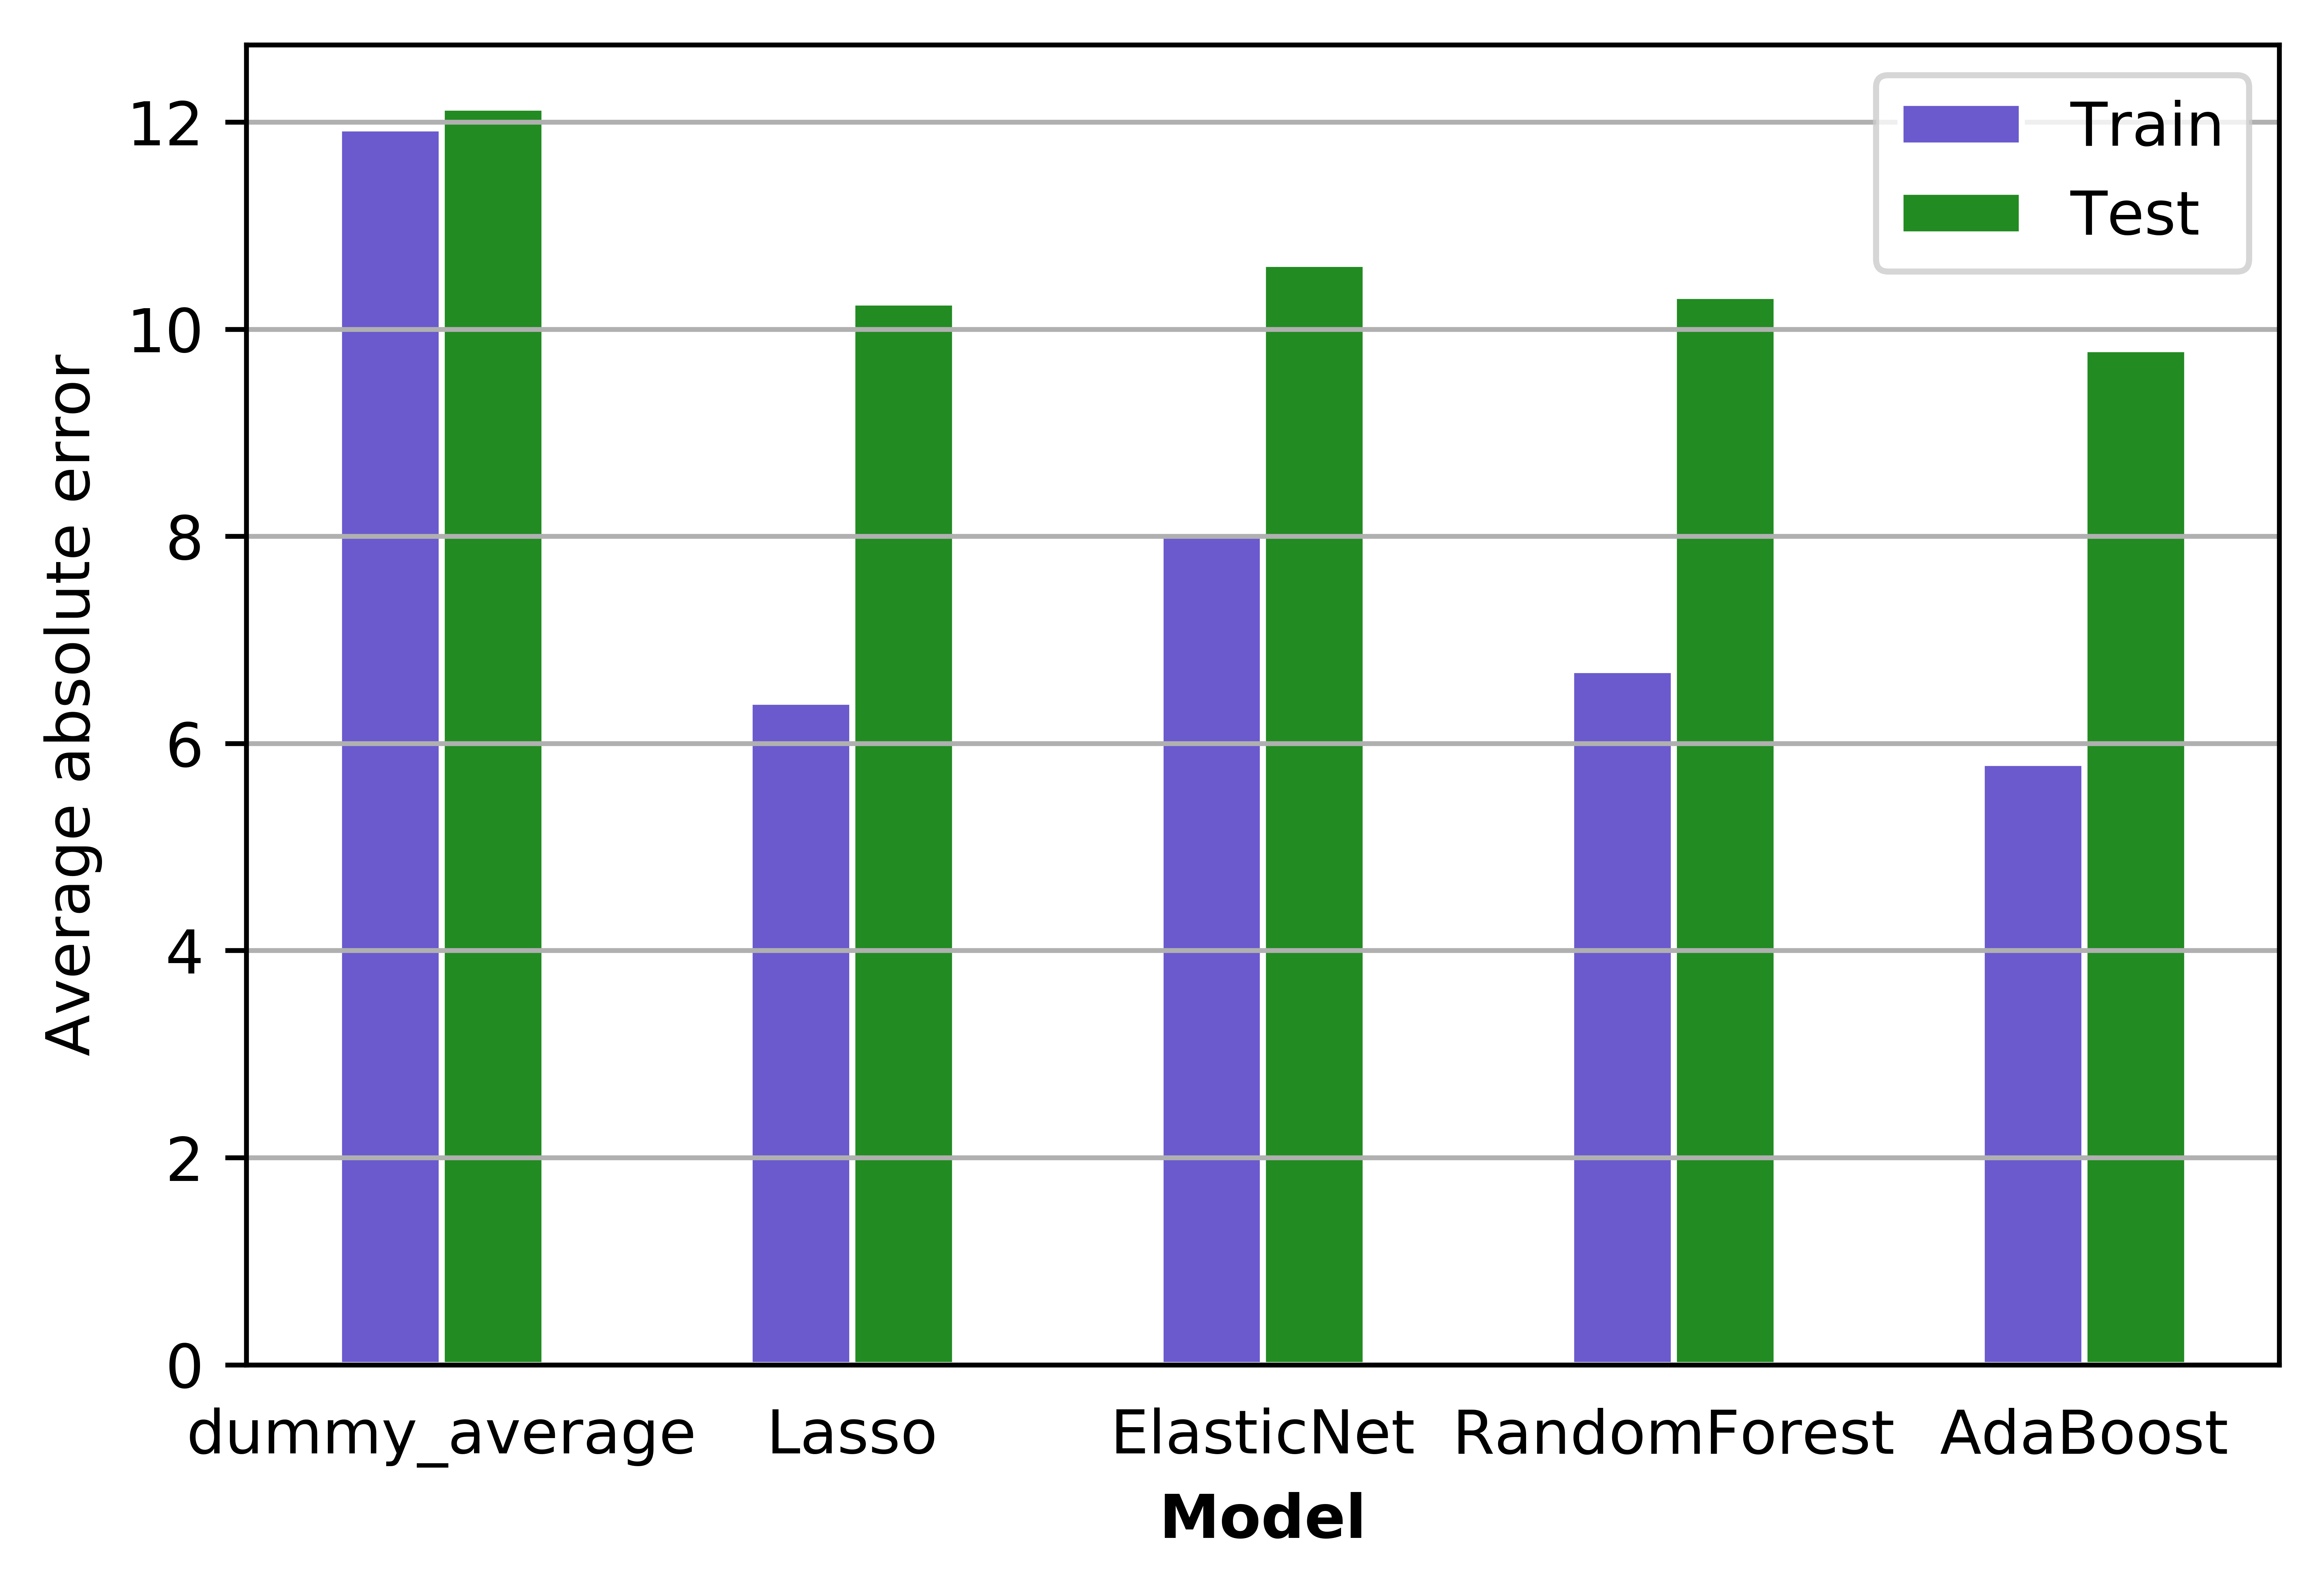 Average absolute error
12
10
8
6
4
2
0
Train
Test
dummy_average Lasso ElasticNet RandomForest AdaBoost
Model